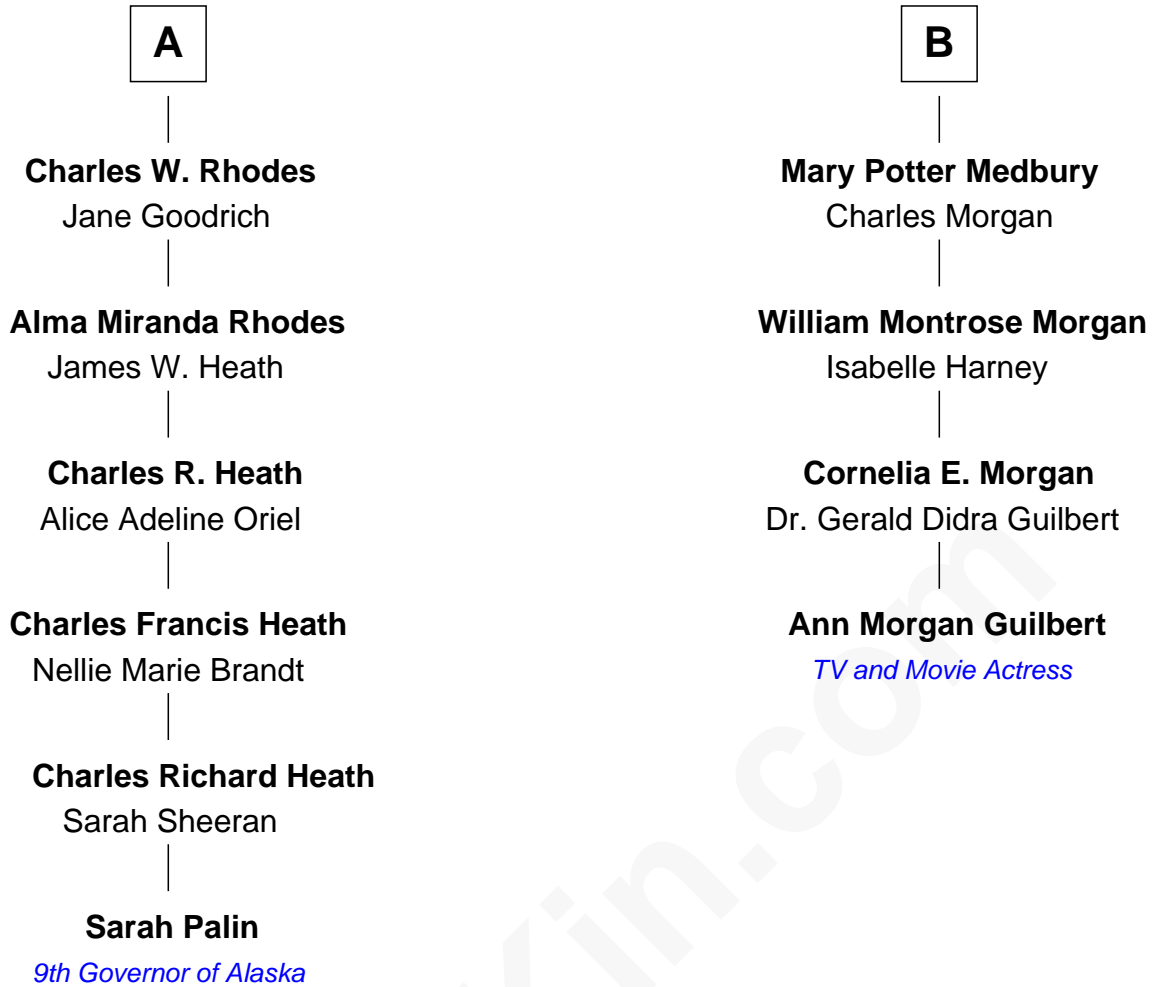 A
Charles W. Rhodes
Jane Goodrich
Alma Miranda Rhodes
James W. Heath
Charles R. Heath
Alice Adeline Oriel
Charles Francis Heath
Nellie Marie Brandt
Charles Richard Heath
Sarah Sheeran
Sarah Palin
9th Governor of Alaska
B
Mary Potter Medbury
Charles Morgan
William Montrose Morgan
Isabelle Harney
Cornelia E. Morgan
Dr. Gerald Didra Guilbert
Ann Morgan Guilbert
TV and Movie Actress
Kin.com